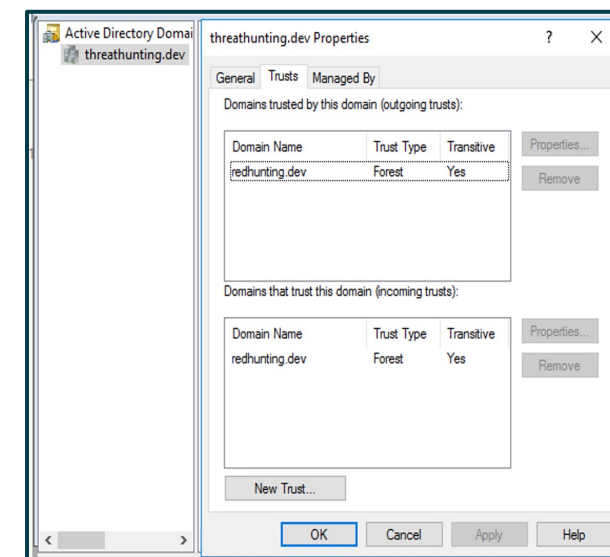 Active Directory Domai
threathunting.dev
threathunting.dev Properties ? X
General Trusts Managed By
Domains trusted by this domain (outgoing trusts):
Domain Name Trust Type Transitive
redhunting.dev Forest Yes
Properties...
Remove
Domains that trust this domain (incoming trusts):
Domain Name Trust Type Transitive
redhunting.dev Forest Yes
Properties...
Remove
New Trust...
OK Cancel Apply Help